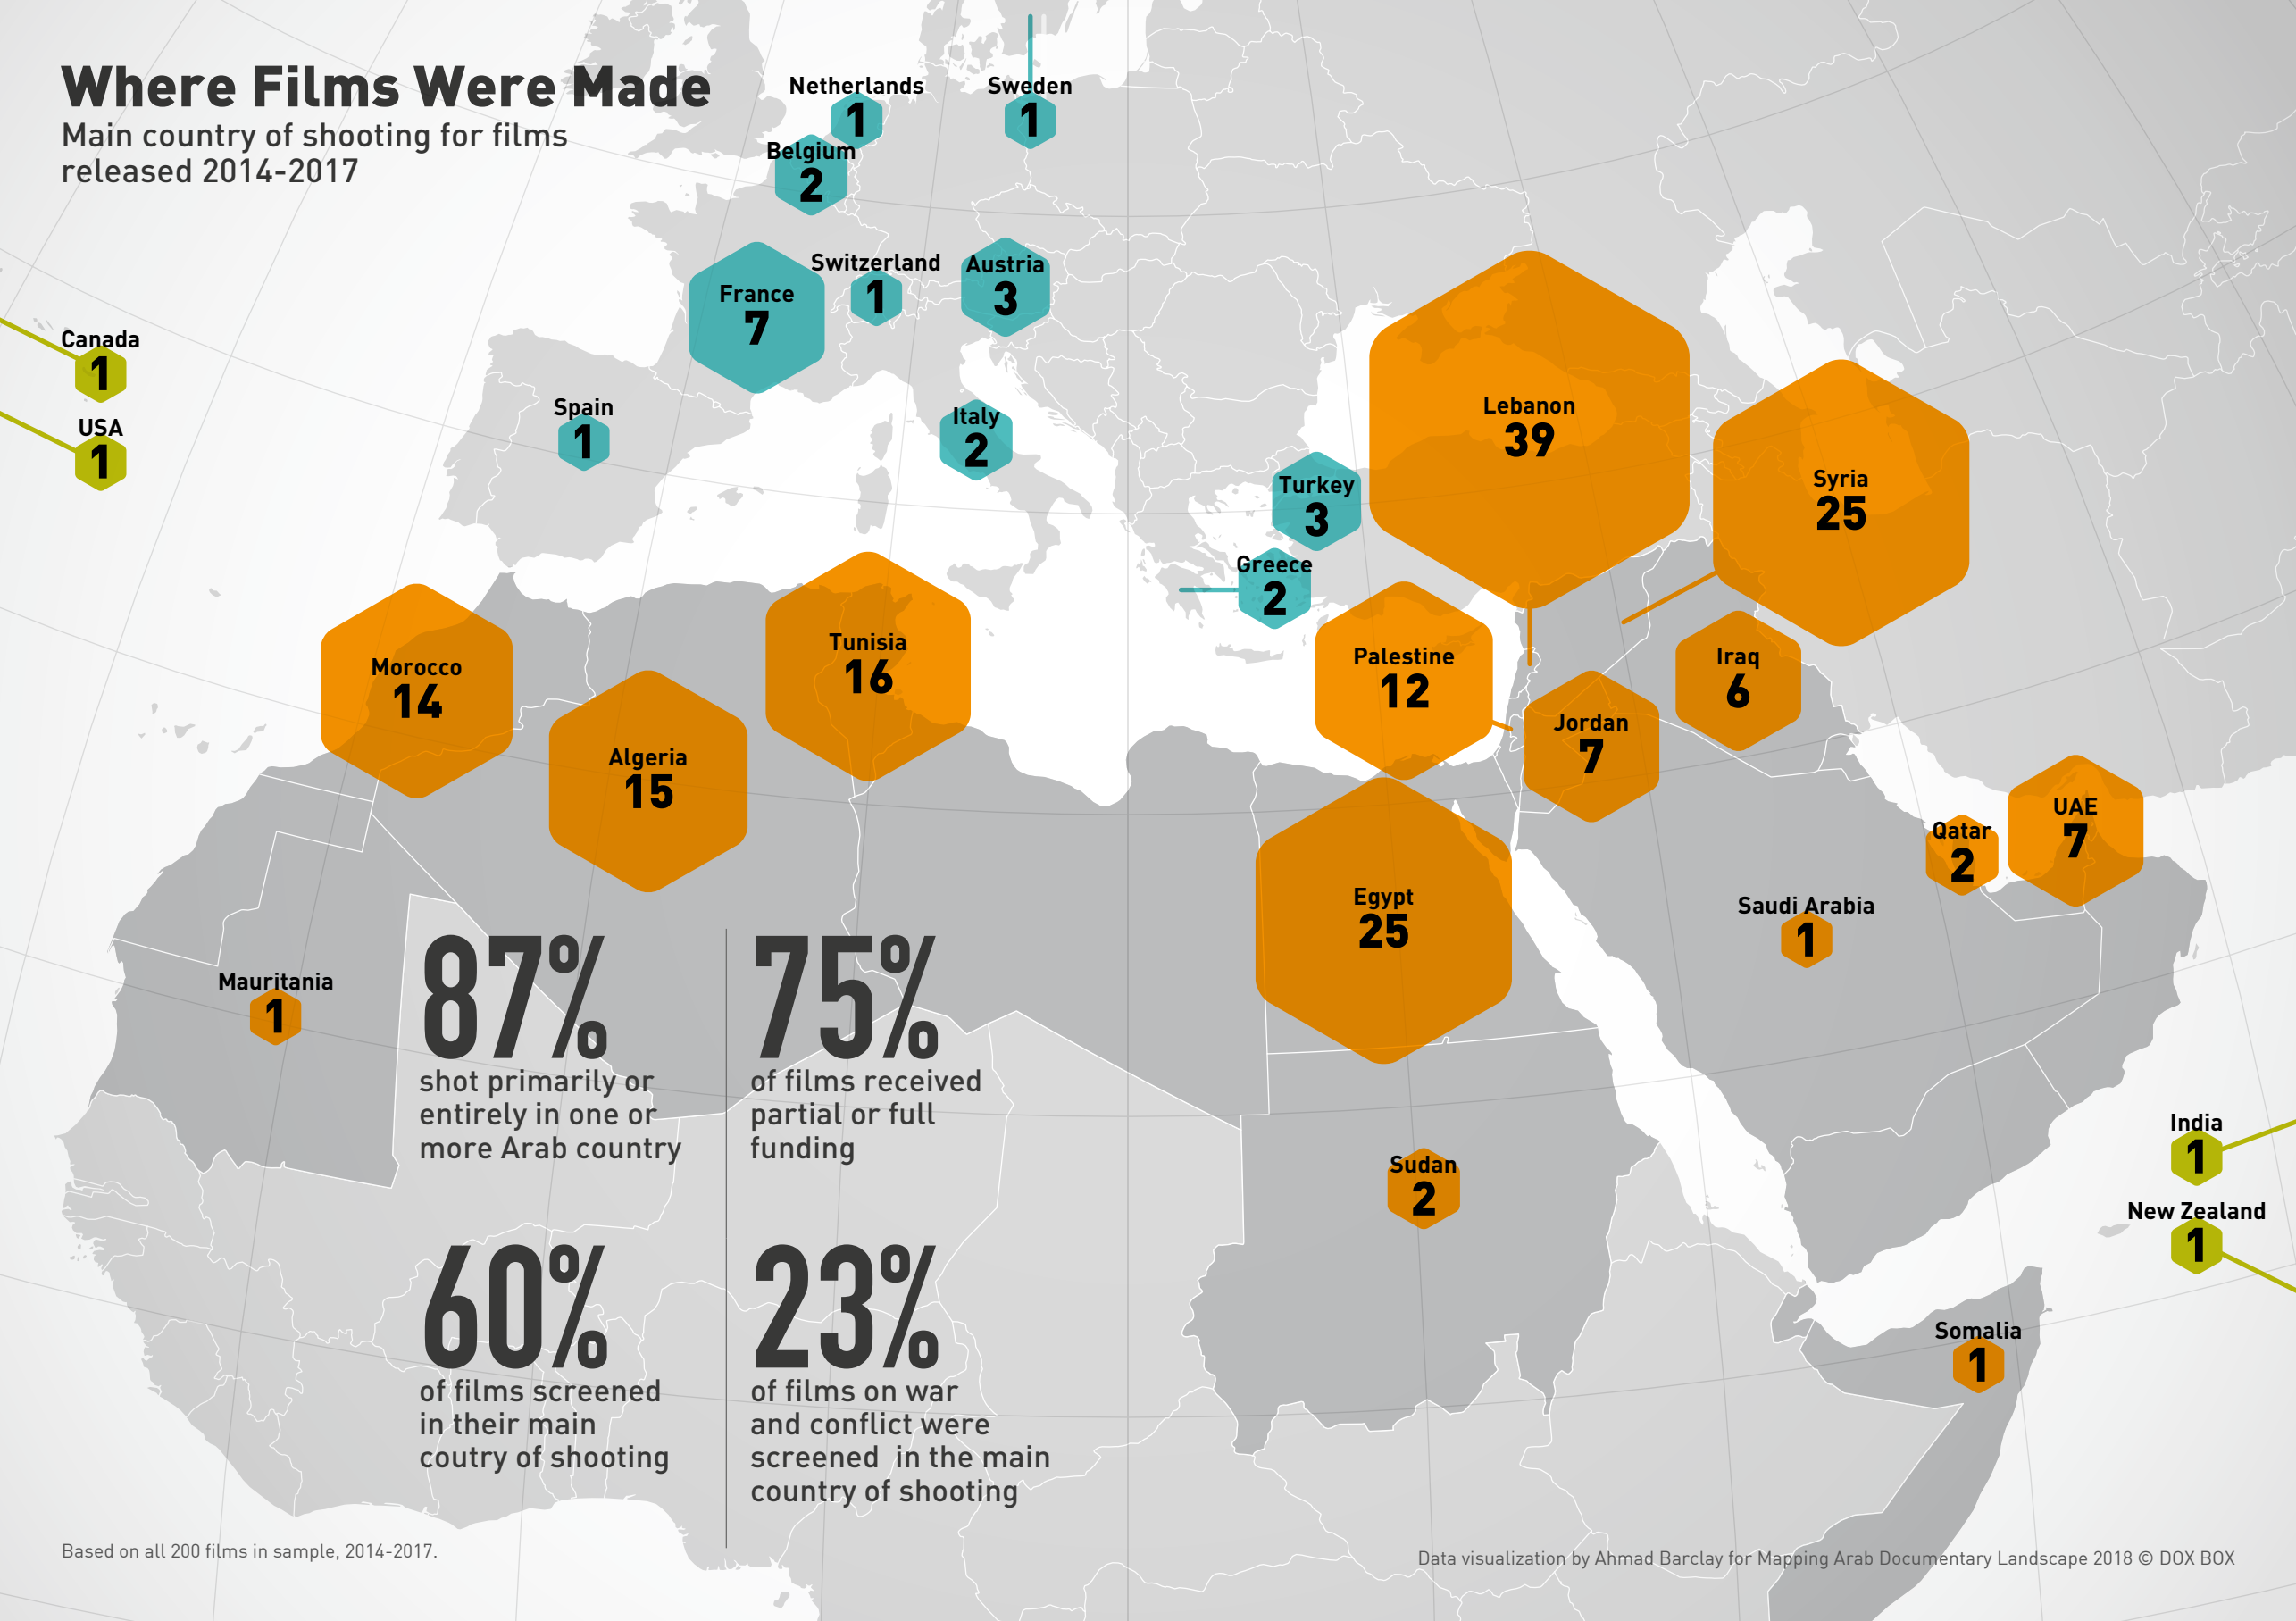 Where Films Were Made
Main country of shooting for films
released 2014-2017
Netherlands
1
Sweden
1
Belgium
2
France
7
Switzerland
1
Austria
3
Canada
1
USA
1
Spain
1
Italy
2
Turkey
3
Greece
2
Lebanon
39
Syria
25
Morocco
14
Algeria
15
Tunisia
16
Palestine
12
Jordan
7
Iraq
6
Egypt
25
Qatar
2
UAE
7
Saudi Arabia
1
Mauritania
1
Sudan
2
India
1
New Zealand
1
Somalia
1
87%
shot primarily or
entirely in one or
more Arab country
75%
of films received
partial or full
funding
60%
of films screened
in their main
coutry of shooting
23%
of films on war
and conflict were
screened  in the main
country of shooting
Based on all 200 films in sample, 2014-2017.
Data visualization by Ahmad Barclay for Mapping Arab Documentary Landscape 2018 © DOX BOX